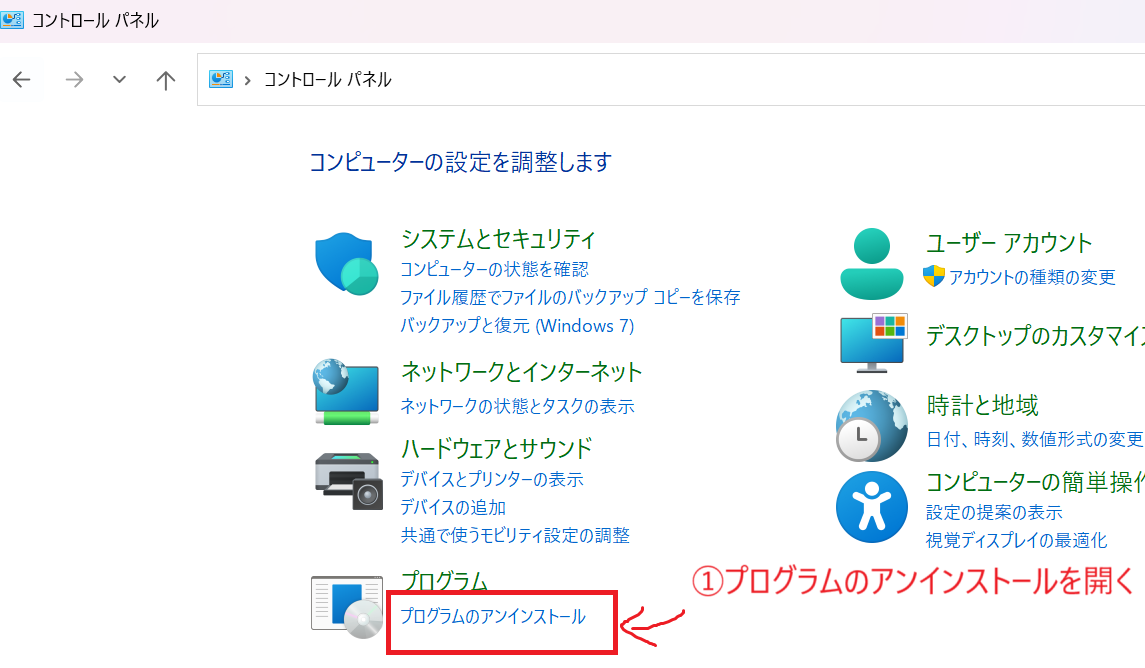 コントロール パネル
コントロール パネル
コンピューターの設定を調整します
システムとセキュリティ
コンピューターの状態を確認
ファイル履歴でファイルのバックアップ コピーを保存
バックアップと復元 (Windows 7)
ネットワークとインターネット
ネットワークの状態とタスクの表示
ハードウェアとサウンド
デバイスとプリンターの表示
デバイスの追加
共通で使うモビリティ設定の調整
プログラム
プログラムのアンインストール
ユーザー アカウント
アカウントの種類の変更
デスクトップのカスタマイズ
時計と地域
日付、時刻、数値形式の変更
コンピューターの簡単操作
設定の提案の表示
視覚ディスプレイの最適化
①プログラムのアンインストールを開く